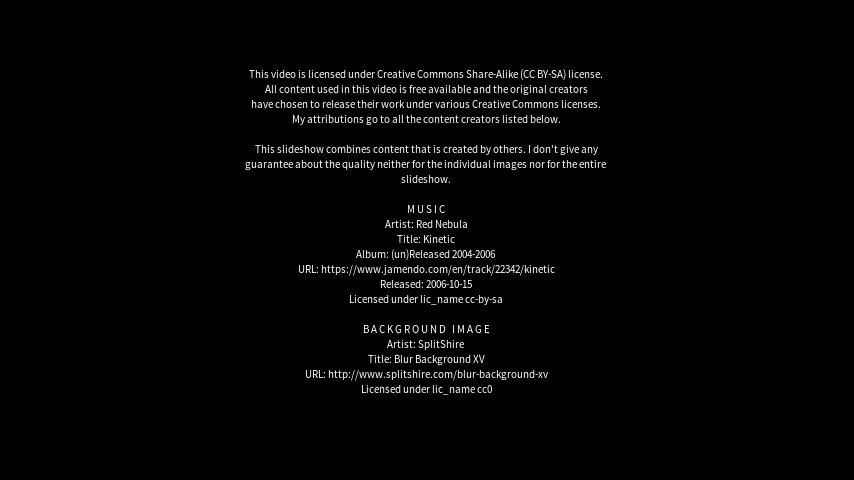 This video is licensed under Creative Commons Share-Alike (CC BY-SA) license.
All content used in this video is free available and the original creators
have chosen to release their work under various Creative Commons licenses.
My attributions go to all the content creators listed below.
This slideshow combines content that is created by others. I don't give any
guarantee about the quality neither for the individual images nor for the entire
slideshow.
MUSIC
Artist: Red Nebula
Title: Kinetic
Album: (un)Released 2004-2006
URL: https://www.jamendo.com/en/track/22342/kinetic
Released: 2006-10-15
Licensed under lic_name cc-by-sa
BACKGROUND IMAGE
Artist: SplitShire
Title: Blur Background XV
URL: http://www.splitshire.com/blur-background-xv
Licensed under lic_name cc0